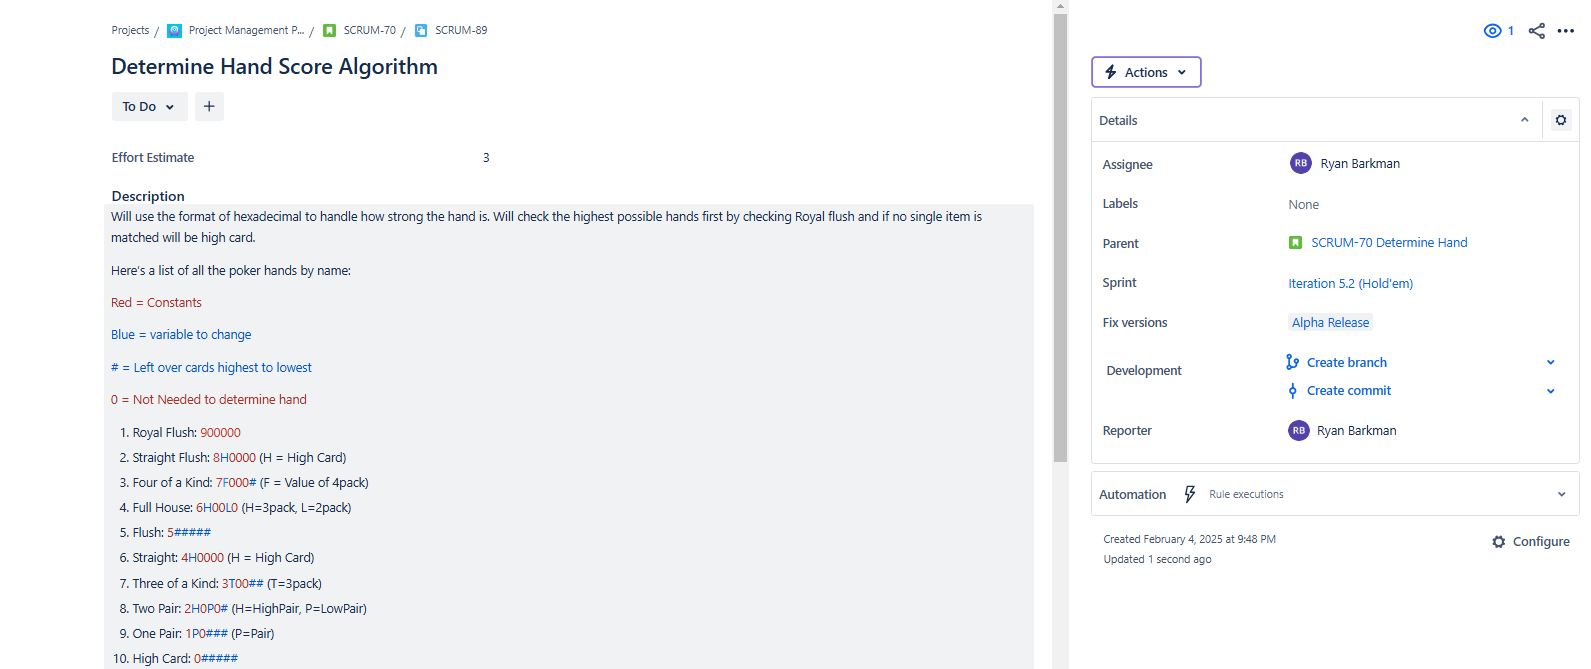 Projects / Project Management P... / SCRUM-70 / SCRUM-89
Determine Hand Score Algorithm
To Do
Effort Estimate 3
Description
Will use the format of hexadecimal to handle how strong the hand is. Will check the highest possible hands first by checking Royal flush and if no single item is
matched will be high card.
Here's a list of all the poker hands by name:
Red = Constants
Blue = variable to change
# = Left over cards highest to lowest
0 = Not Needed to determine hand
1. Royal Flush: 900000
2. Straight Flush: 8H0000 (H = High Card)
3. Four of a Kind: 7F000# (F = Value of 4pack)
4. Full House: 6H00L0 (H=3pack, L=2pack)
5. Flush: 5#####
6. Straight: 4H0000 (H = High Card)
7. Three of a Kind: 3T00## (T=3pack)
8. Two Pair: 2H0P0# (H=HighPair, P=LowPair)
9. One Pair: 1P0### (P=Pair)
10. High Card: 0#####
1
Actions
Details
Assignee RB Ryan Barkman
Labels None
Parent SCRUM-70 Determine Hand
Sprint Iteration 5.2 (Hold'em)
Fix versions Alpha Release
Development Create branch
Create commit
Reporter RB Ryan Barkman
Automation Rule executions
Created February 4, 2025 at 9:48 PM
Updated 1 second ago
Configure